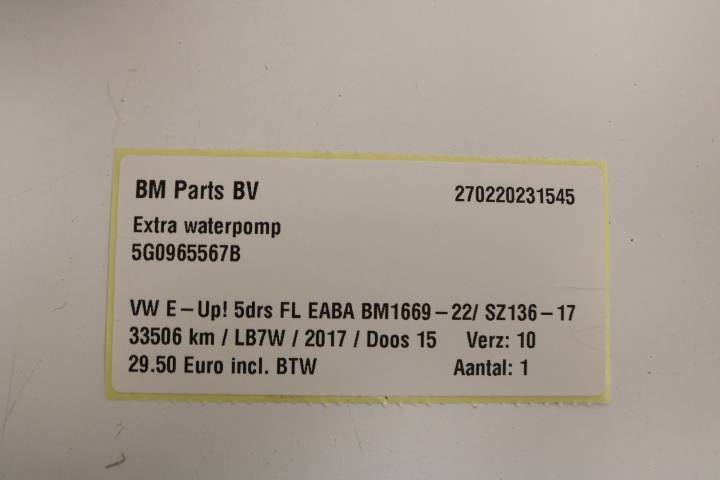 BM Parts BV 270220231545
Extra waterpomp
5G0965567B
VW E-Up! 5drs FL EABA BM1669-22/ SZ136-17
33506 km / LB7W / 2017 / Doos 15 Verz: 10
29.50 Euro incl. BTW Aantal: 1